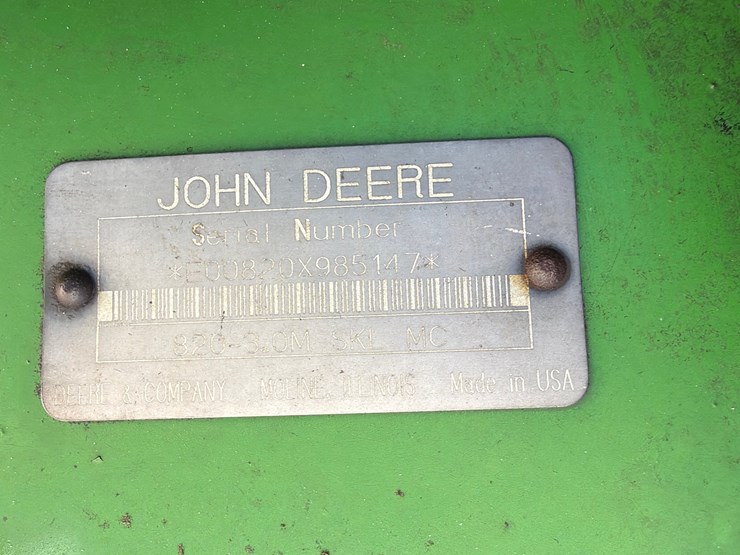 JOHN DEERE
Serial Number
*E00820X985147*
820 3.0M SKL MC
DEERE & COMPANY MOLINE, ILLINOIS Made in USA